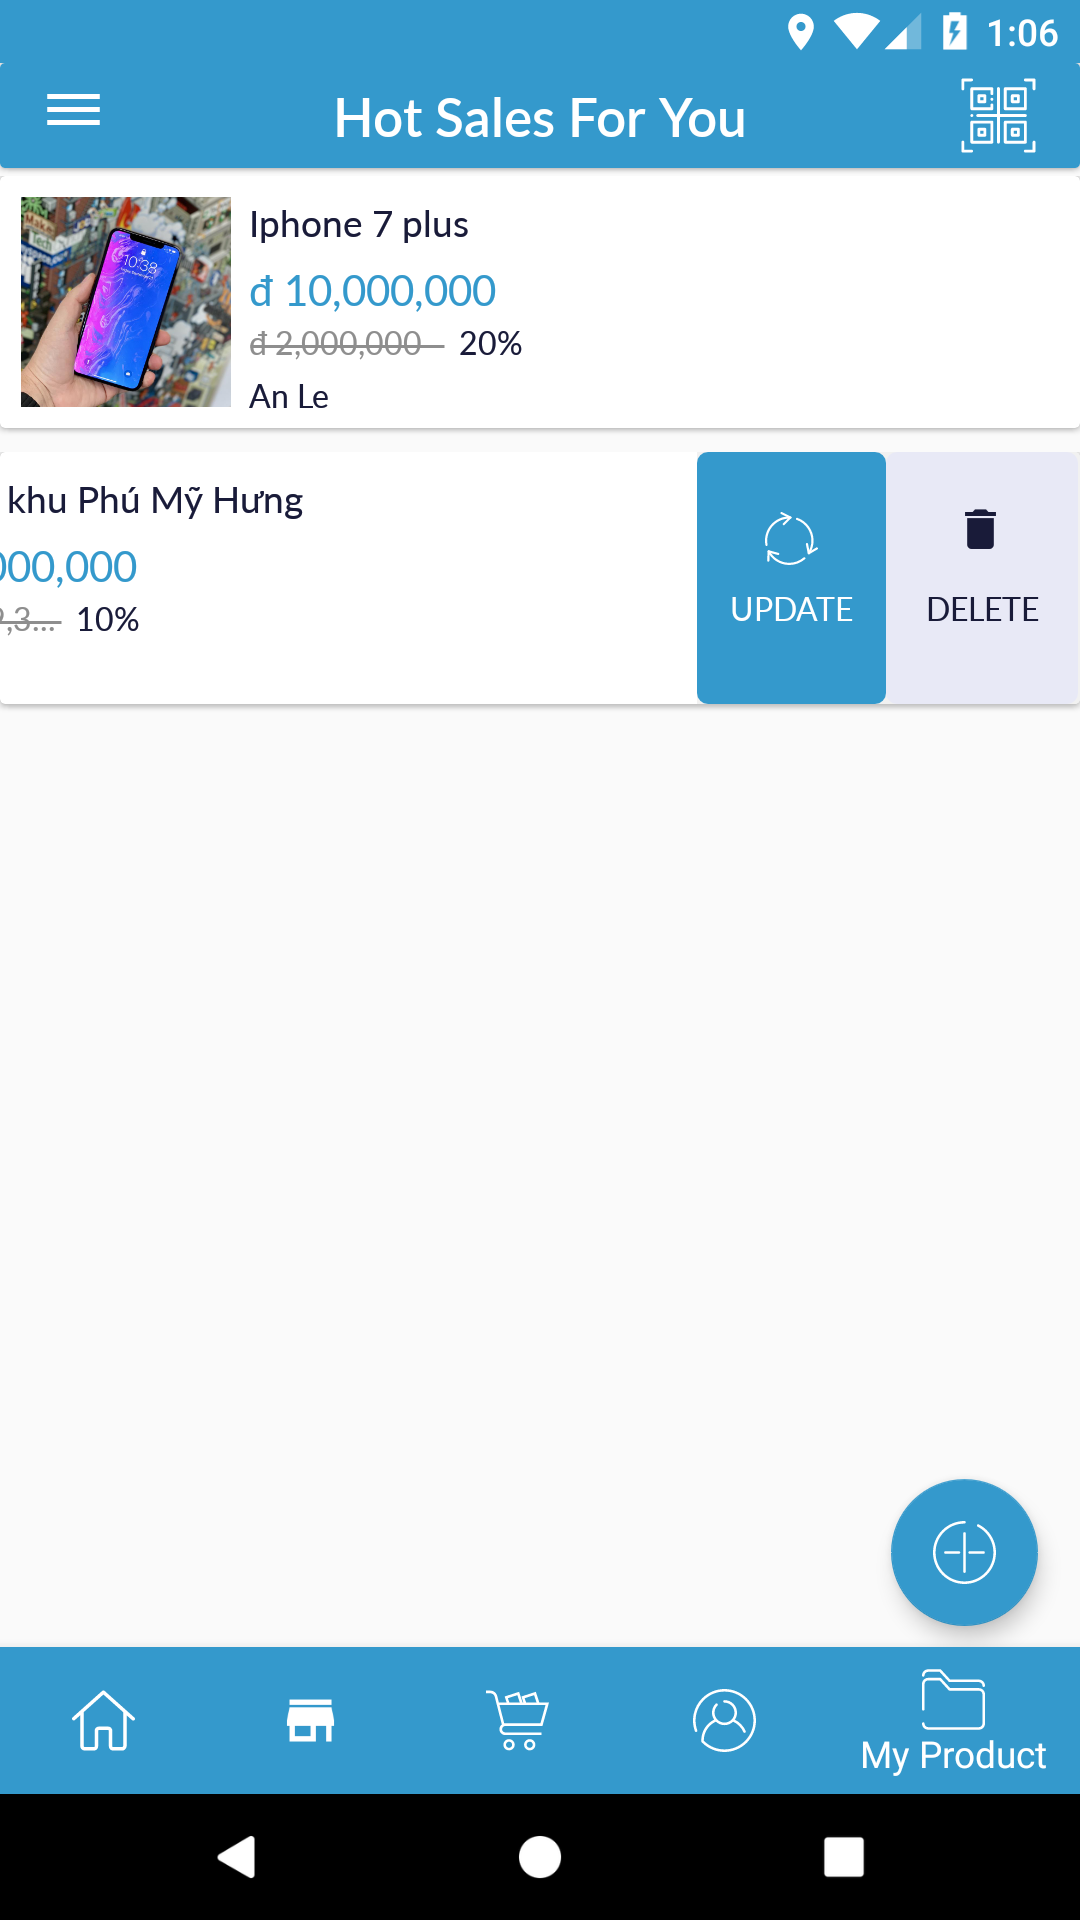 1:06
Hot Sales For You
Iphone 7 plus
đ 10,000,000
đ 2,000,000 20%
An Le
khu Phú Mỹ Hưng
000,000
,3... 10%
UPDATE
DELETE
My Product